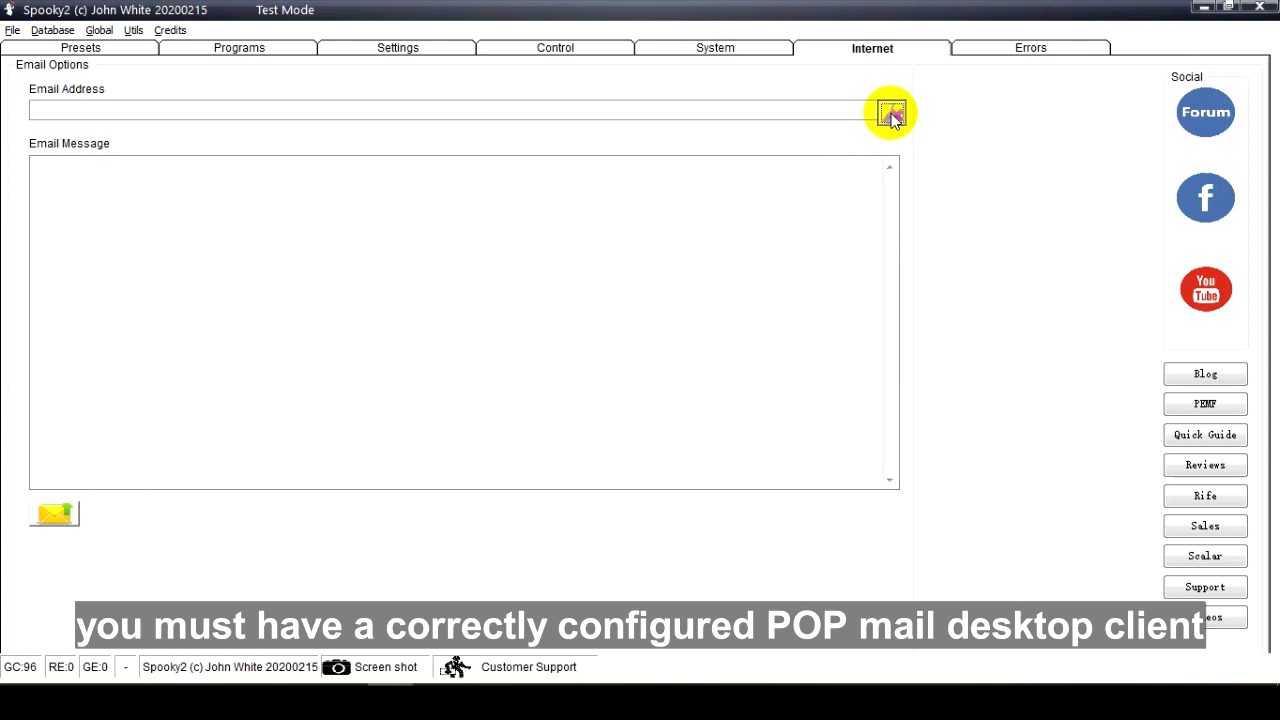 Spooky2 (c) John White 20200215 Test Mode
File Database Global Utils Credits
Presets Programs Settings Control System Internet Errors
Email Options
Email Address
Email Message
Social
Forum
f
You
Tube
Blog
PEMF
Quick Guide
Reviews
Rife
Sales
Scalar
Support
you must have a correctly configured POP mail desktop client
GC:96 RE:0 GE:0 - Spooky2 (c) John White 20200215 Screen shot Customer Support